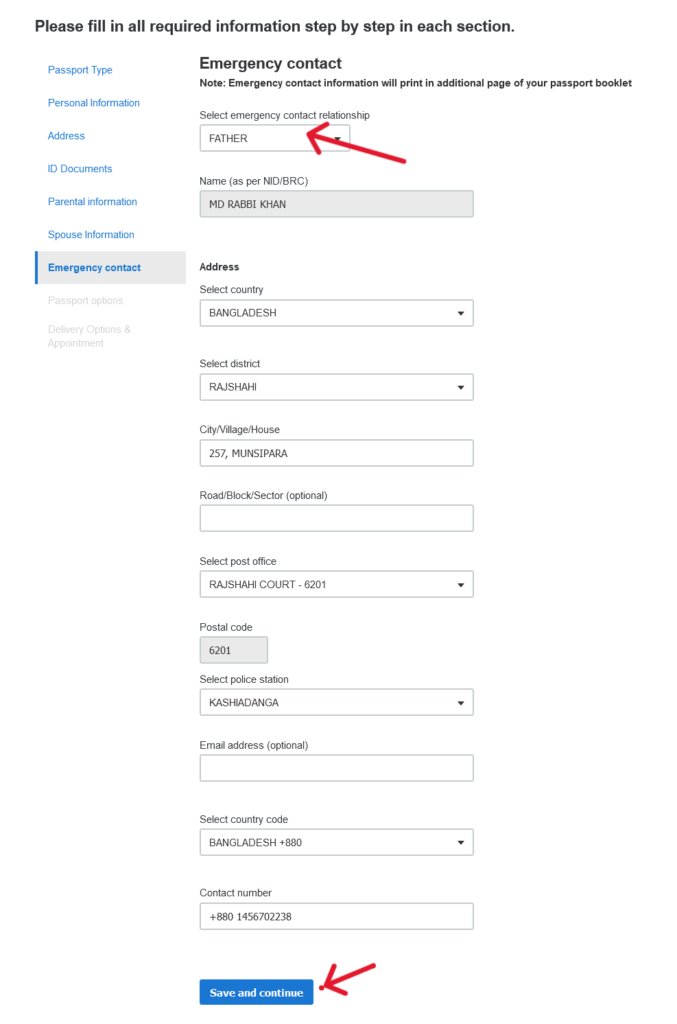 Please fill in all required information step by step in each section.
Passport Type
Personal Information
Address
ID Documents
Parental information
Spouse Information
Emergency contact
Passport options
Delivery Options &
Appointment
Emergency contact
Note: Emergency contact information will print in additional page of your passport booklet
Select emergency contact relationship
FATHER
Name (as per NID/BRC)
MD RABBI KHAN
Address
Select country
BANGLADESH
Select district
RAJSHAHI
City/Village/House
257, MUNSIPARA
Road/Block/Sector (optional)
Select post office
RAJSHAHI COURT - 6201
Postal code
6201
Select police station
KASHIADANGA
Email address (optional)
Select country code
BANGLADESH +880
Contact number
+880 1456702238
Save and continue